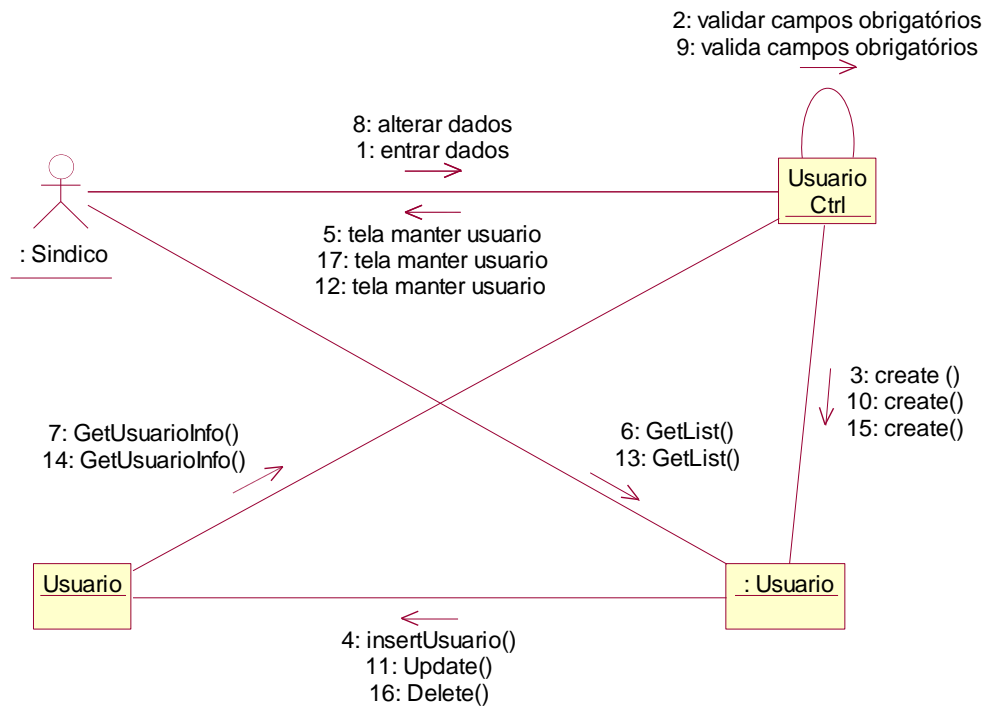 2: validar campos obrigatórios
9: valida campos obrigatórios
8: alterar dados
1: entrar dados
Usuario
Ctrl
: Sindico
5: tela manter usuario
17: tela manter usuario
12: tela manter usuario
3: create ()
10: create()
15: create()
7: GetUsuarioInfo()
14: GetUsuarioInfo()
6: GetList()
13: GetList()
Usuario
: Usuario
4: insertUsuario()
11: Update()
16: Delete()